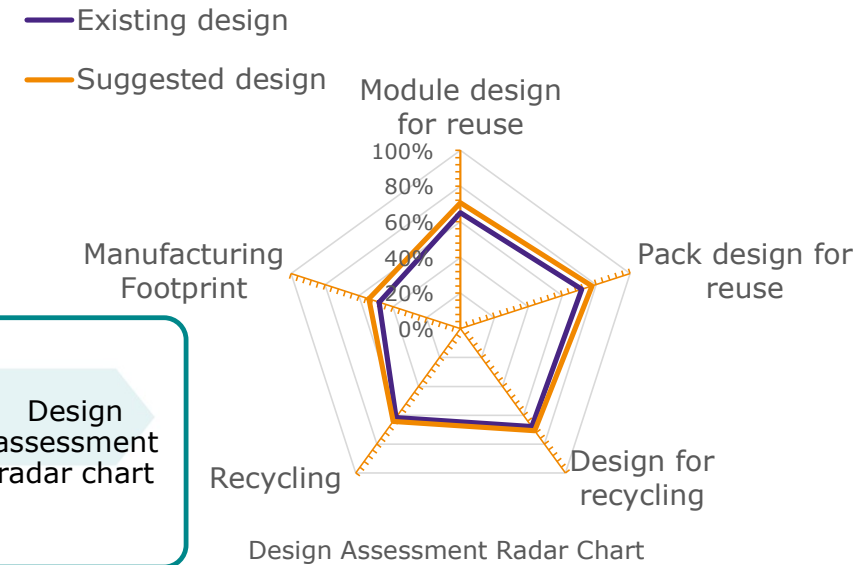 Existing design
Suggested design
Module design
for reuse
100%
80%
60%
40%
20%
0%
Manufacturing
Footprint
Pack design for
reuse
Design
assessment
radar chart
Recycling
Design for
recycling
Design Assessment Radar Chart